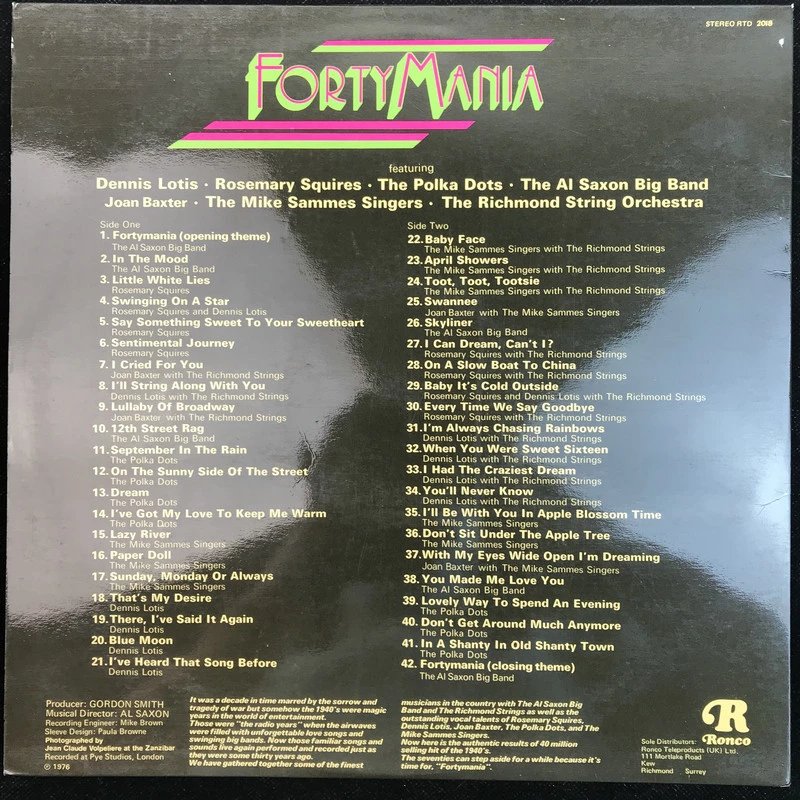 STEREO RTD 2018
FORTYMANIA
featuring
Dennis Lotis · Rosemary Squires · The Polka Dots · The Al Saxon Big Band
Joan Baxter · The Mike Sammes Singers · The Richmond String Orchestra
Side One
1. Fortymania (opening theme)
The Al Saxon Big Band
2. In The Mood
The Al Saxon Big Band
3. Little White Lies
Rosemary Squires
4. Swinging On A Star
Rosemary Squires and Dennis Lotis
5. Say Something Sweet To Your Sweetheart
Rosemary Squires
6. Sentimental Journey
Rosemary Squires
7. I Cried For You
Joan Baxter with The Richmond Strings
8. I'll String Along With You
Dennis Lotis with The Richmond Strings
9. Lullaby Of Broadway
Joan Baxter with The Richmond Strings
10. 12th Street Rag
The Al Saxon Big Band
11. September In The Rain
The Polka Dots
12. On The Sunny Side Of The Street
The Polka Dots
13. Dream
The Polka Dots
14. I've Got My Love To Keep Me Warm
The Polka Dots
15. Lazy River
The Mike Sammes Singers
16. Paper Doll
The Mike Sammes Singers
17. Sunday, Monday Or Always
The Mike Sammes Singers
18. That's My Desire
Dennis Lotis
19. There, I've Said It Again
Dennis Lotis
20. Blue Moon
Dennis Lotis
21. I've Heard That Song Before
Dennis Lotis
Side Two
22. Baby Face
The Mike Sammes Singers with The Richmond Strings
23. April Showers
The Mike Sammes Singers with The Richmond Strings
24. Toot, Toot, Tootsie
The Mike Sammes Singers with The Richmond Strings
25. Swannee
Joan Baxter with The Mike Sammes Singers
26. Skyliner
The Al Saxon Big Band
27. I Can Dream, Can't I?
Rosemary Squires with The Richmond Strings
28. On A Slow Boat To China
Rosemary Squires with The Richmond Strings
29. Baby It's Cold Outside
Rosemary Squires and Dennis Lotis with The Richmond Strings
30. Every Time We Say Goodbye
Rosemary Squires with The Richmond Strings
31. I'm Always Chasing Rainbows
Dennis Lotis with The Richmond Strings
32. When You Were Sweet Sixteen
Dennis Lotis with The Richmond Strings
33. I Had The Craziest Dream
Dennis Lotis with The Richmond Strings
34. You'll Never Know
Dennis Lotis with The Richmond Strings
35. I'll Be With You In Apple Blossom Time
The Mike Sammes Singers
36. Don't Sit Under The Apple Tree
The Mike Sammes Singers
37. With My Eyes Wide Open I'm Dreaming
Joan Baxter with The Mike Sammes Singers
38. You Made Me Love You
The Al Saxon Big Band
39. Lovely Way To Spend An Evening
The Polka Dots
40. Don't Get Around Much Anymore
The Polka Dots
41. In A Shanty In Old Shanty Town
The Polka Dots
42. Fortymania (closing theme)
The Al Saxon Big Band
Producer: GORDON SMITH
Musical Director: AL SAXON
Recording Engineer: Mike Brown
Sleeve Design: Paula Browne
Photographed by
Jean Claude Volpeliere at the Zanzibar
Recorded at Pye Studios, London
℗ 1976
It was a decade in time marred by the sorrow and
tragedy of war but somehow the 1940's were magic
years in the world of entertainment.
Those were "the radio years" when the airwaves
were filled with unforgettable love songs and
swinging big bands. Now those familiar songs and
sounds live again performed and recorded just as
they were some thirty years ago.
We have gathered together some of the finest
musicians in the country with The Al Saxon Big
Band and The Richmond Strings as well as the
outstanding vocal talents of Rosemary Squires,
Dennis Lotis, Joan Baxter, The Polka Dots, and The
Mike Sammes Singers.
Now here is the authentic results of 40 million
selling hit of the 1940's.
The seventies can step aside for a while because it's
time for, "Fortymania".
R
Ronco
Sole Distributors:
Ronco Teleproducts (UK) Ltd.
111 Mortlake Road
Kew
Richmond Surrey